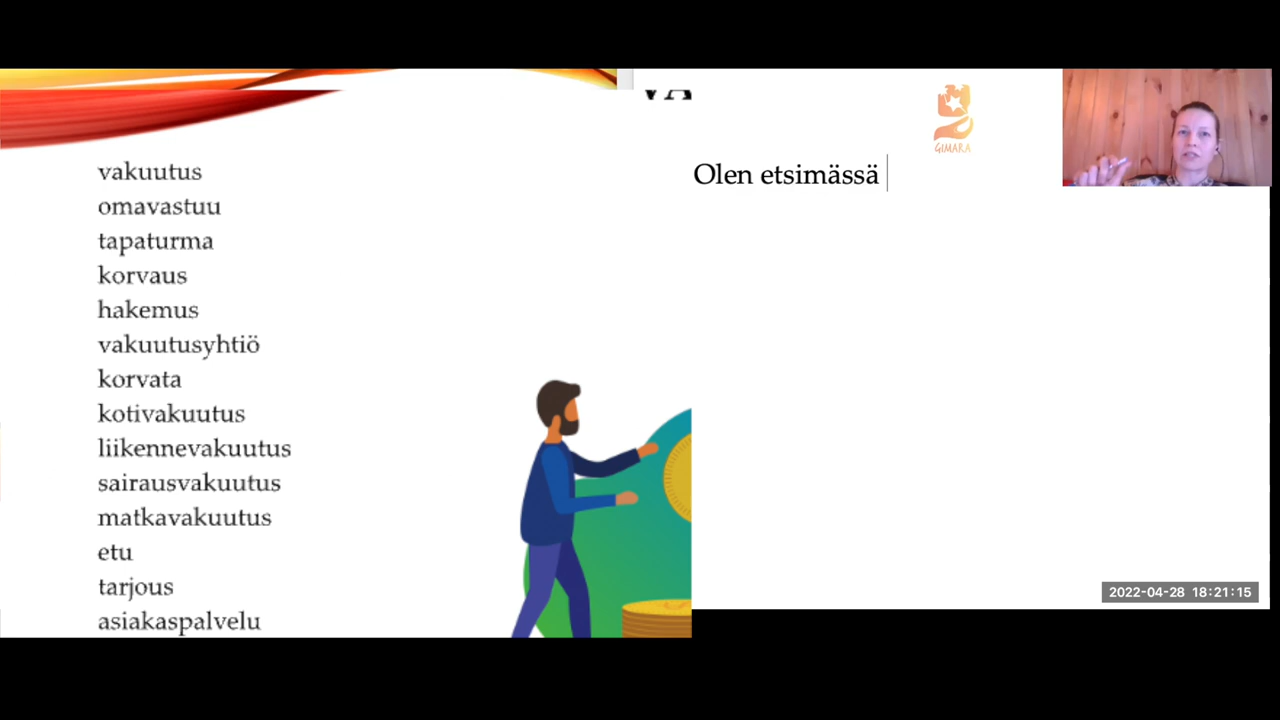 vakuutus
omavastuu
tapaturma
korvaus
hakemus
vakuutusyhtiö
korvata
kotivakuutus
liikennevakuutus
sairausvakuutus
matkavakuutus
etu
tarjous
asiakaspalvelu
GIMARA
Olen etsimässä
2022-04-28 18:21:15